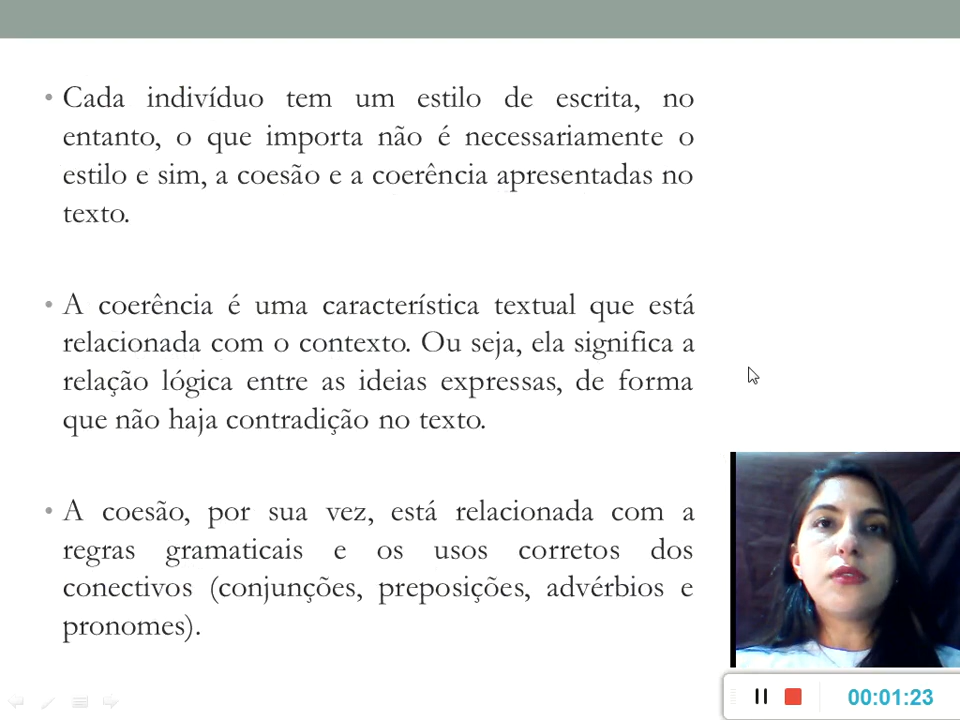 • Cada indivíduo tem um estilo de escrita, no
entanto, o que importa não é necessariamente o
estilo e sim, a coesão e a coerência apresentadas no
texto.
• A coerência é uma característica textual que está
relacionada com o contexto. Ou seja, ela significa a
relação lógica entre as ideias expressas, de forma
que não haja contradição no texto.
• A coesão, por sua vez, está relacionada com a
regras gramaticais e os usos corretos dos
conectivos (conjunções, preposições, advérbios e
pronomes).
00:01:23